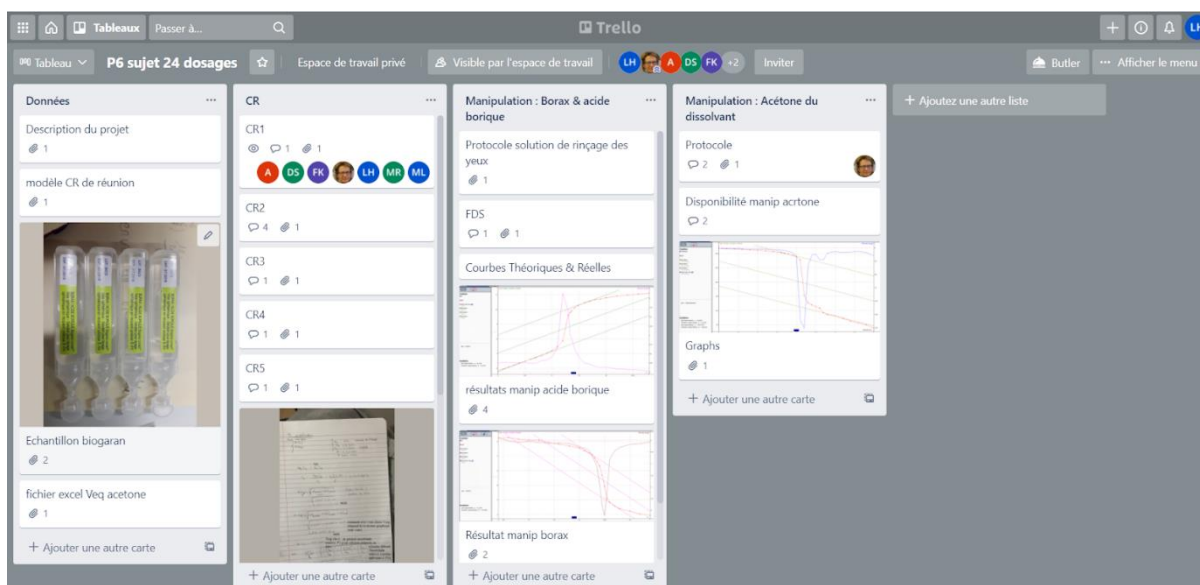 Tableaux
Passer à...
Trello
LH
Tableau
P6 sujet 24 dosages
Espace de travail privé
Visible par l'espace de travail
LH
A
DS
FK
+2
Inviter
Butler
Afficher le menu
Données
Description du projet
1
modèle CR de réunion
1
Echantillon biogaran
2
fichier excel Veq acetone
1
+ Ajouter une autre carte
CR
CR1
1 1
A DS FK LH MR ML
CR2
4 1
CR3
1 1
CR4
1 1
CR5
1 1
+ Ajouter une autre carte
Manipulation : Borax & acide
borique
Protocole solution de rinçage des
yeux
1
FDS
1 1
Courbes Théoriques & Réelles
résultats manip acide borique
4
Résultat manip borax
2
+ Ajouter une autre carte
Manipulation : Acétone du
dissolvant
Protocole
2 1
Disponibilité manip acrtone
2
Graphs
1
+ Ajouter une autre carte
+ Ajoutez une autre liste